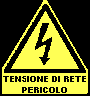 TENSIONE DI RETE
PERICOLO